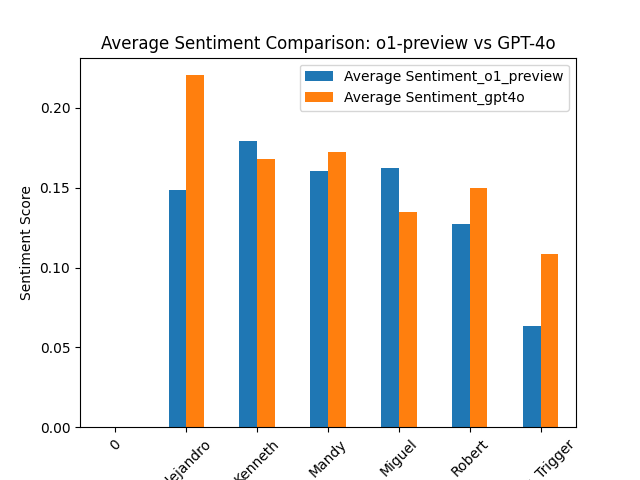 Average Sentiment Comparison: o1-preview vs GPT-4o
Average Sentiment_o1_preview
Average Sentiment_gpt4o
Sentiment Score
0.20
0.15
0.10
0.05
0.00
0
lejandro
Kenneth
Mandy
Miguel
Robert
Trigger